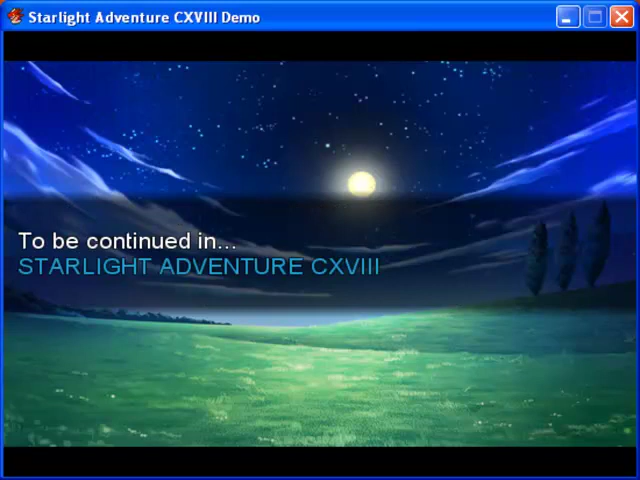 Starlight Adventure CXVIII Demo
To be continued in...
STARLIGHT ADVENTURE CXVIII